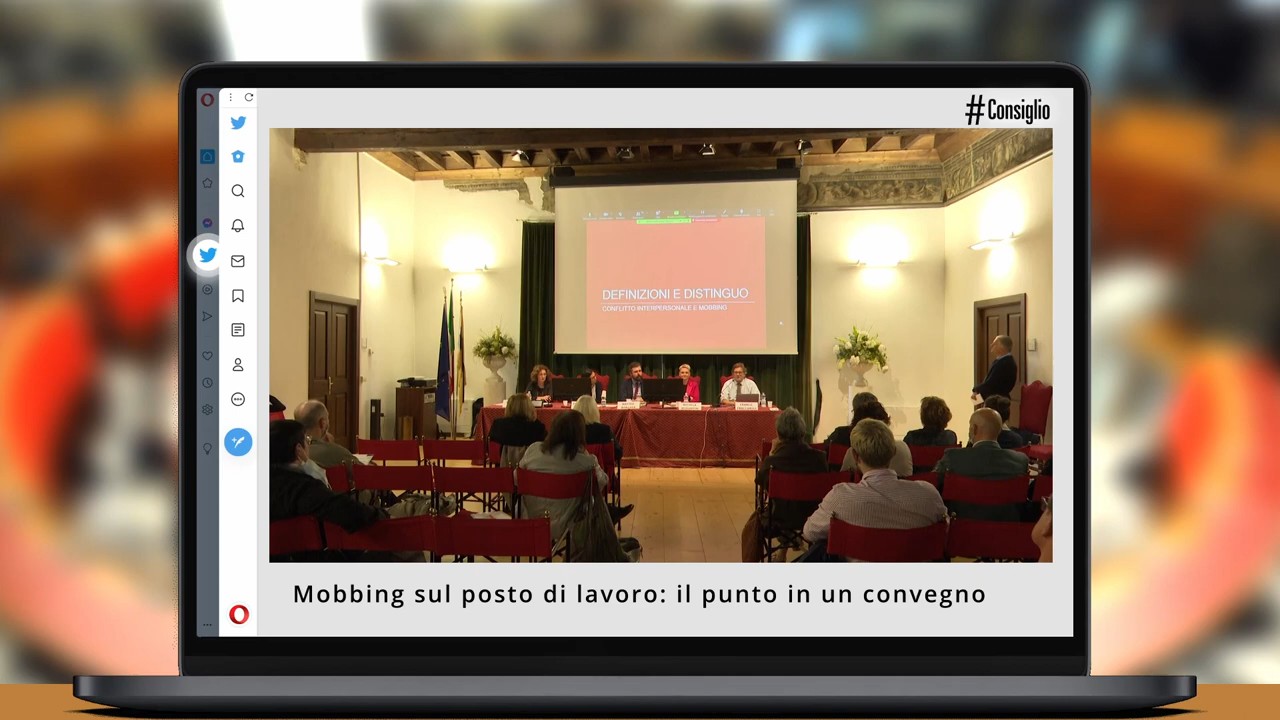 #Consiglio
DEFINIZIONI E DISTINGUO
CONFLITTO INTERPERSONALE E MOBBING
Mobbing sul posto di lavoro: il punto in un convegno